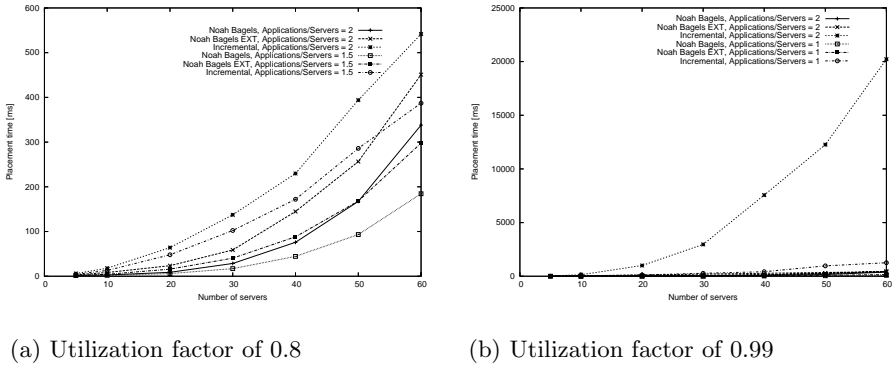 600
500
400
300
200
100
0
Placement time [ms]
Noah Bagels, Applications/Servers = 2
Noah Bagels EXT, Applications/Servers = 2
Incremental, Applications/Servers = 2
Noah Bagels, Applications/Servers = 1.5
Noah Bagels EXT, Applications/Servers = 1.5
Incremental, Applications/Servers = 1.5
0 10 20 30 40 50 60
Number of servers
25000
20000
15000
10000
5000
0
Placement time [ms]
Noah Bagels, Applications/Servers = 2
Noah Bagels EXT, Applications/Servers = 2
Incremental, Applications/Servers = 2
Noah Bagels, Applications/Servers = 1
Noah Bagels EXT, Applications/Servers = 1
Incremental, Applications/Servers = 1
0 10 20 30 40 50 60
Number of servers
(a) Utilization factor of 0.8
(b) Utilization factor of 0.99